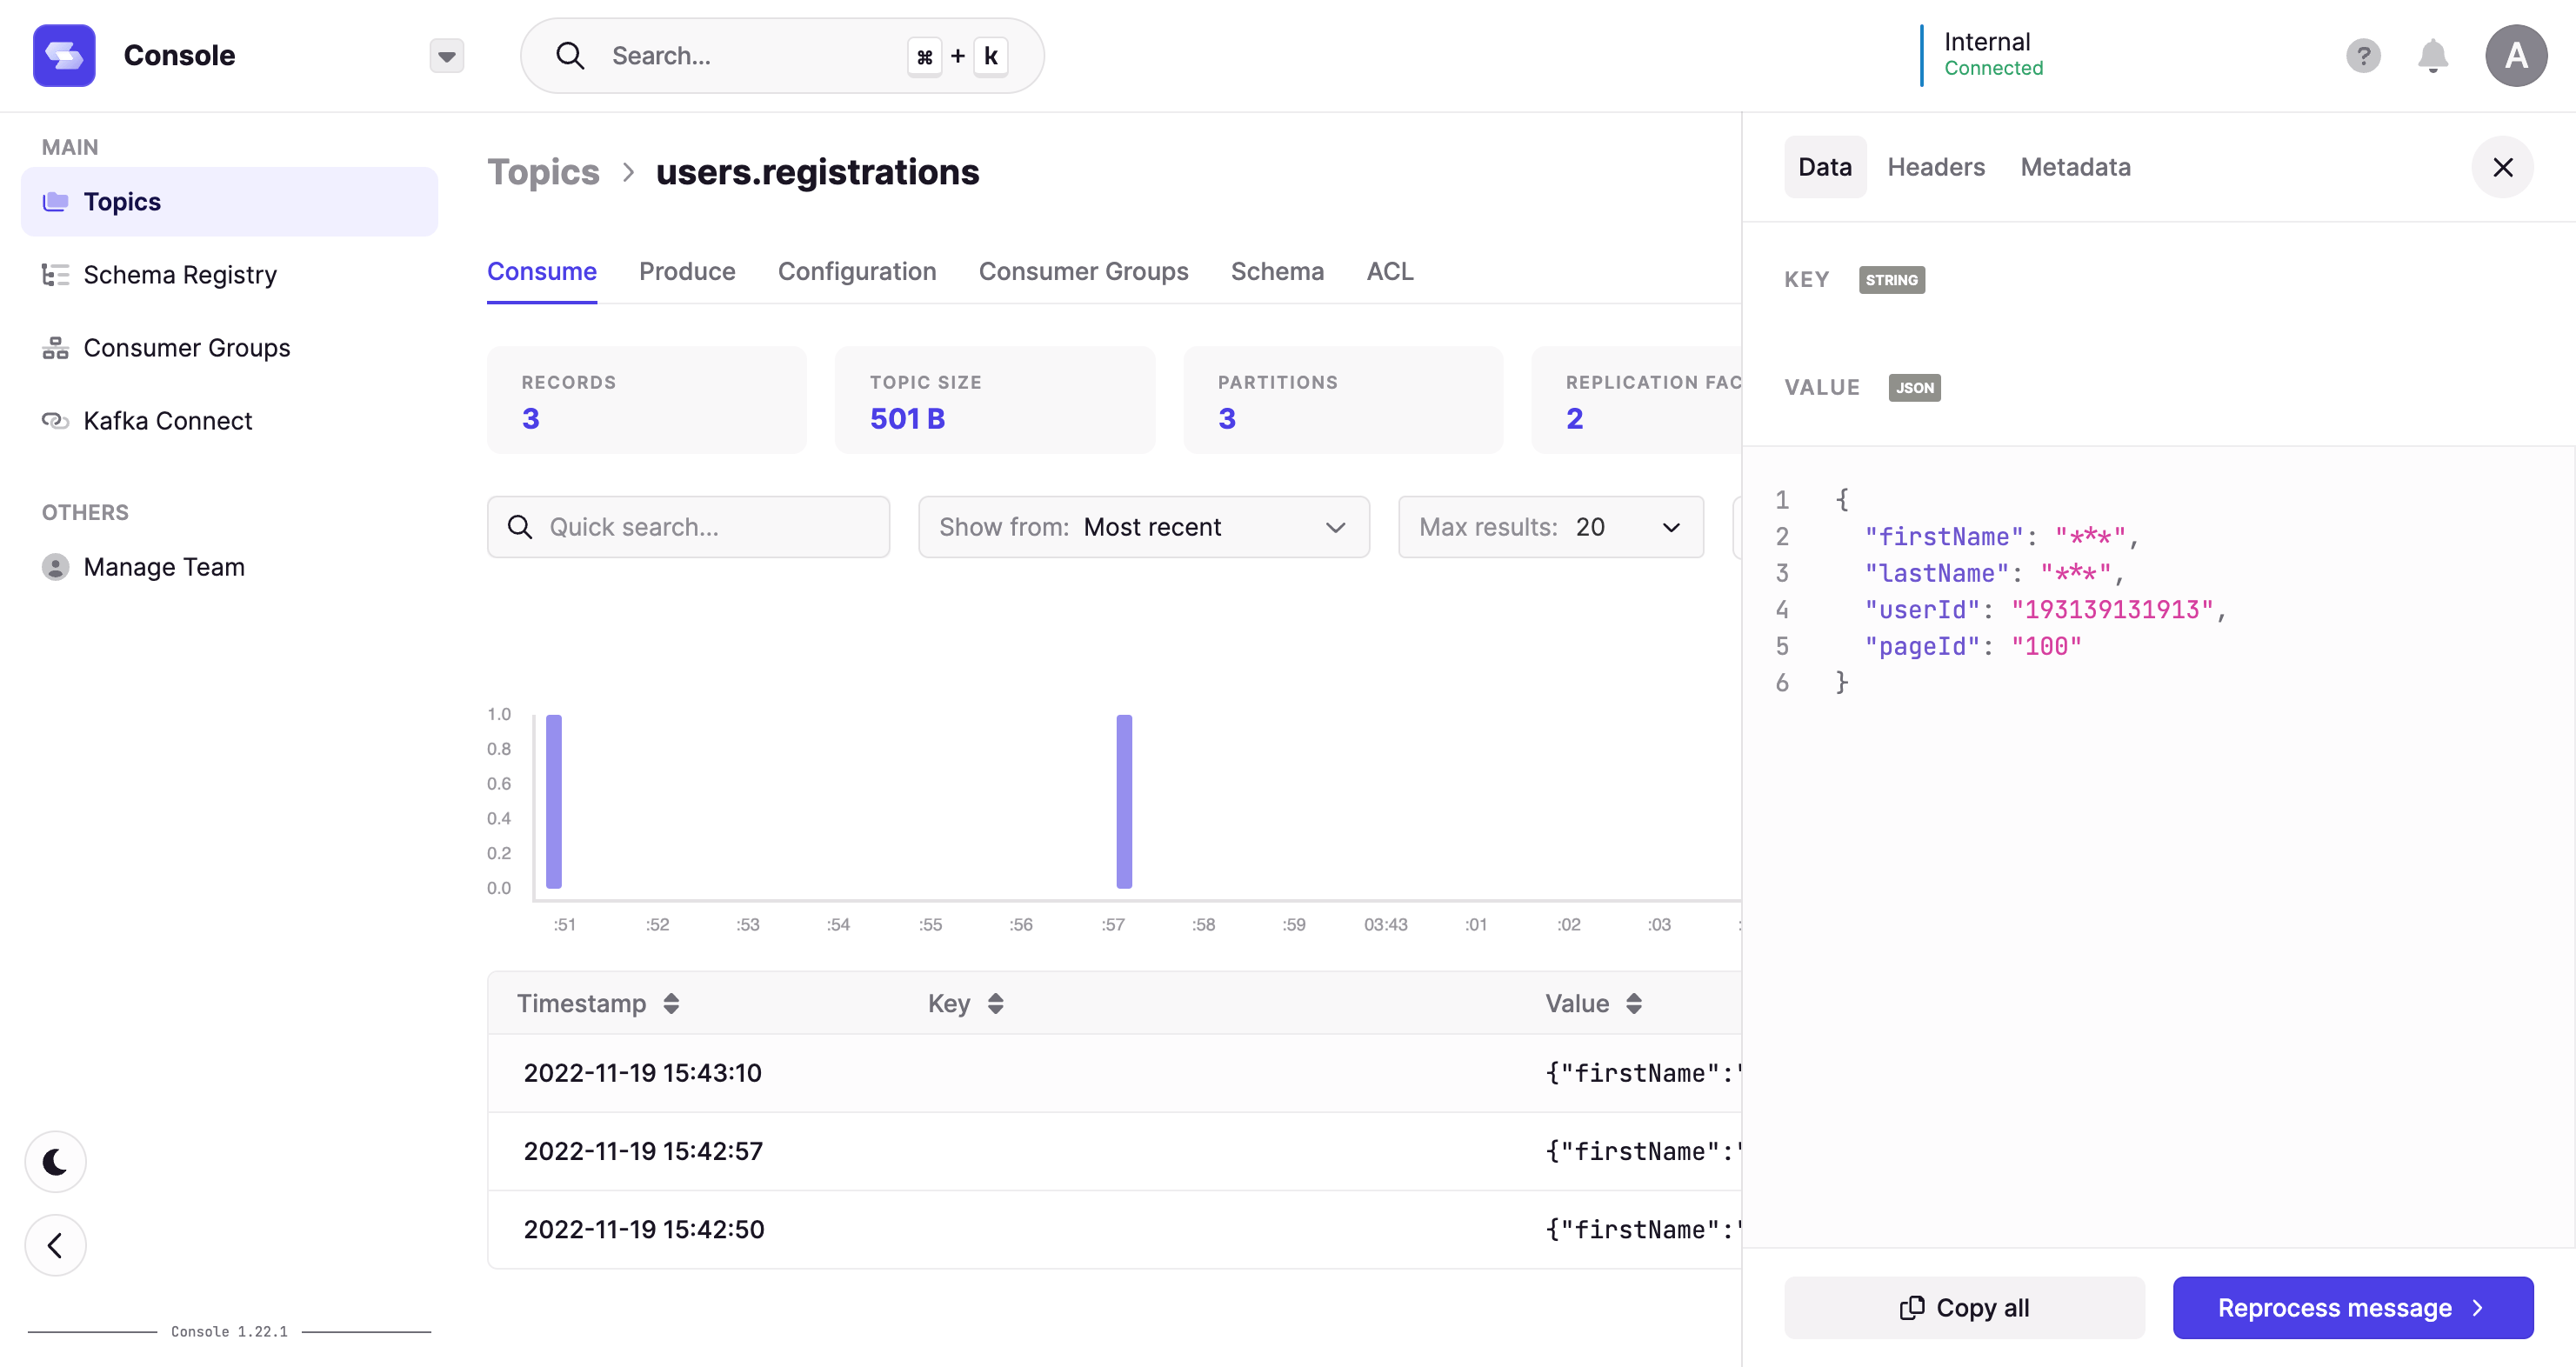 Console
Search...
⌘ + k
Internal
Connected
?
A
MAIN
Topics
Schema Registry
Consumer Groups
Kafka Connect
OTHERS
Manage Team
Console 1.22.1
Topics > users.registrations
Consume Produce Configuration Consumer Groups Schema ACL
RECORDS
3
TOPIC SIZE
501 B
PARTITIONS
3
REPLICATION FAC
2
Quick search...
Show from: Most recent
Max results: 20
1.0
0.8
0.6
0.4
0.2
0.0
:51 :52 :53 :54 :55 :56 :57 :58 :59 03:43 :01 :02 :03
Timestamp Key Value
2022-11-19 15:43:10 {"firstName":"
2022-11-19 15:42:57 {"firstName":"
2022-11-19 15:42:50 {"firstName":"
Data Headers Metadata
KEY STRING
VALUE JSON
1 {
2 "firstName": "***",
3 "lastName": "***",
4 "userId": "193139131913",
5 "pageId": "100"
6 }
Copy all
Reprocess message >